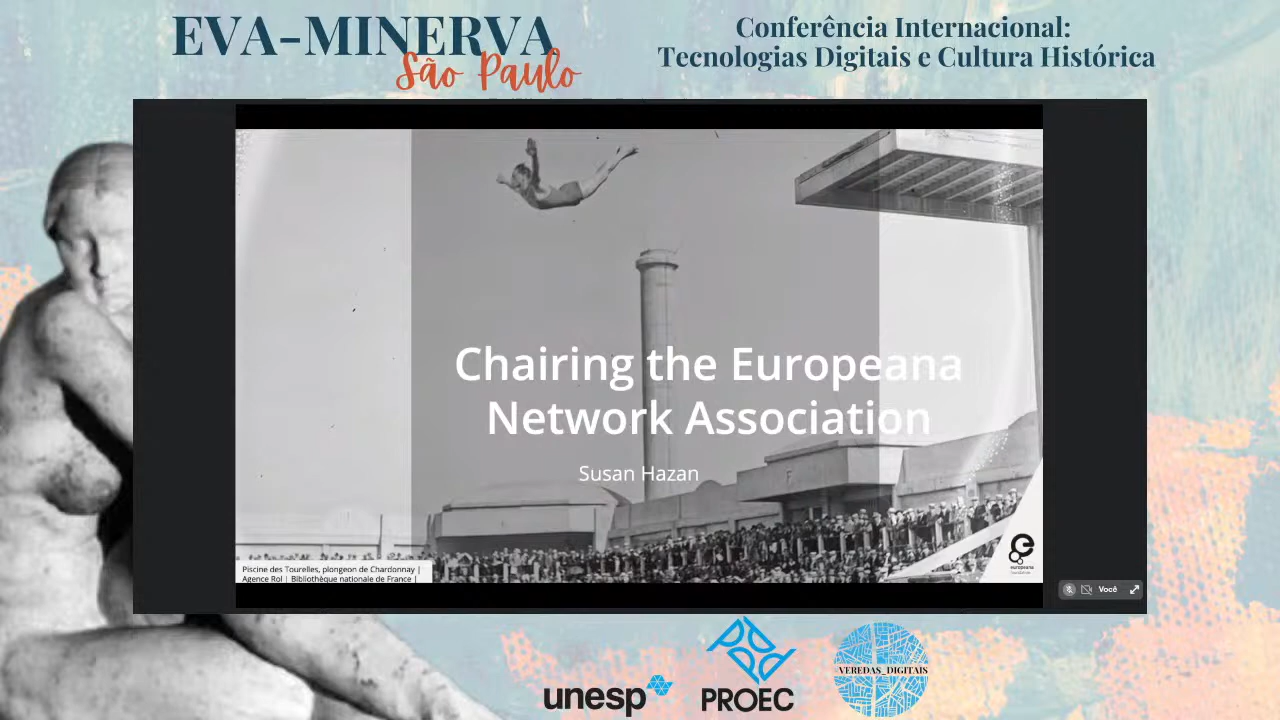 EVA-MINERVA
São Paulo
Conferência Internacional:
Tecnologias Digitais e Cultura Histórica
Chairing the Europeana
Network Association
Susan Hazan
Piscine des Tourelles, plongeon de Chardonnay |
Agence Rol | Bibliothèque nationale de France |
europeana
Você
unesp
PROEC
VEREDAS_DIGITAIS